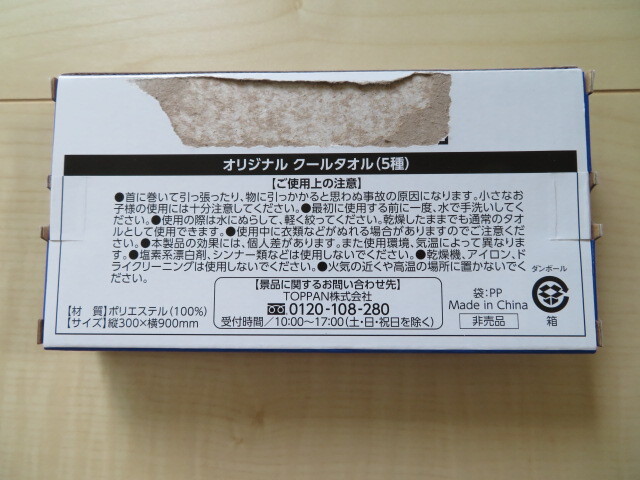 オリジナル クールタオル(5種)
【ご使用上の注意】
●首に巻いて引っ張ったり、物に引っかかると思わぬ事故の原因になります。小さなお
子様の使用には十分注意してください。●最初に使用する前に一度、水で手洗いしてく
ださい。●使用の際は水にぬらして、軽く絞ってください。乾燥したままでも通常のタオ
ルとして使用できます。●使用中に衣類などがぬれる場合がありますのでご注意くださ
い。●本製品の効果には、個人差があります。また使用環境、気温によって異なりま
す。●塩素系漂白剤、シンナー類などは使用しないでください。●乾燥機、アイロン、ド
ライクリーニングは使用しないでください。●火気の近くや高温の場所に置かないでく
ださい。
【材 質】ポリエステル(100%)
【サイズ】縦300×横900mm
【景品に関するお問い合わせ先】
TOPPAN株式会社
0120-108-280
受付時間/10:00〜17:00(土・日・祝日を除く)
袋:PP
Made in China
非売品
ダンボール
箱